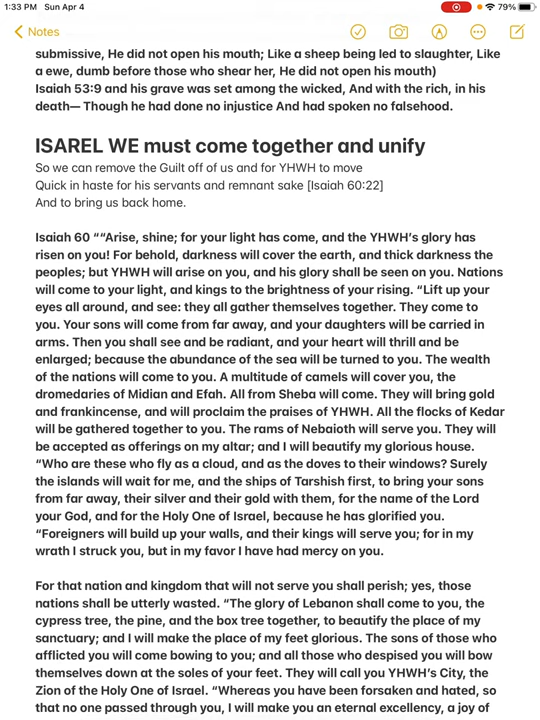 1:33 PM Sun Apr 4
79%
Notes
submissive, He did not open his mouth; Like a sheep being led to slaughter, Like
a ewe, dumb before those who shear her, He did not open his mouth)
Isaiah 53:9 and his grave was set among the wicked, And with the rich, in his
death— Though he had done no injustice And had spoken no falsehood.
ISAREL WE must come together and unify
So we can remove the Guilt off of us and for YHWH to move
Quick in haste for his servants and remnant sake [Isaiah 60:22]
And to bring us back home.
Isaiah 60 ““Arise, shine; for your light has come, and the YHWH’s glory has
risen on you! For behold, darkness will cover the earth, and thick darkness the
peoples; but YHWH will arise on you, and his glory shall be seen on you. Nations
will come to your light, and kings to the brightness of your rising. “Lift up your
eyes all around, and see: they all gather themselves together. They come to
you. Your sons will come from far away, and your daughters will be carried in
arms. Then you shall see and be radiant, and your heart will thrill and be
enlarged; because the abundance of the sea will be turned to you. The wealth
of the nations will come to you. A multitude of camels will cover you, the
dromedaries of Midian and Efah. All from Sheba will come. They will bring gold
and frankincense, and will proclaim the praises of YHWH. All the flocks of Kedar
will be gathered together to you. The rams of Nebaioth will serve you. They will
be accepted as offerings on my altar; and I will beautify my glorious house.
“Who are these who fly as a cloud, and as the doves to their windows? Surely
the islands will wait for me, and the ships of Tarshish first, to bring your sons
from far away, their silver and their gold with them, for the name of the Lord
your God, and for the Holy One of Israel, because he has glorified you.
“Foreigners will build up your walls, and their kings will serve you; for in my
wrath I struck you, but in my favor I have had mercy on you.
For that nation and kingdom that will not serve you shall perish; yes, those
nations shall be utterly wasted. “The glory of Lebanon shall come to you, the
cypress tree, the pine, and the box tree together, to beautify the place of my
sanctuary; and I will make the place of my feet glorious. The sons of those who
afflicted you will come bowing to you; and all those who despised you will bow
themselves down at the soles of your feet. They will call you YHWH’s City, the
Zion of the Holy One of Israel. “Whereas you have been forsaken and hated, so
that no one passed through you, I will make you an eternal excellency, a joy of